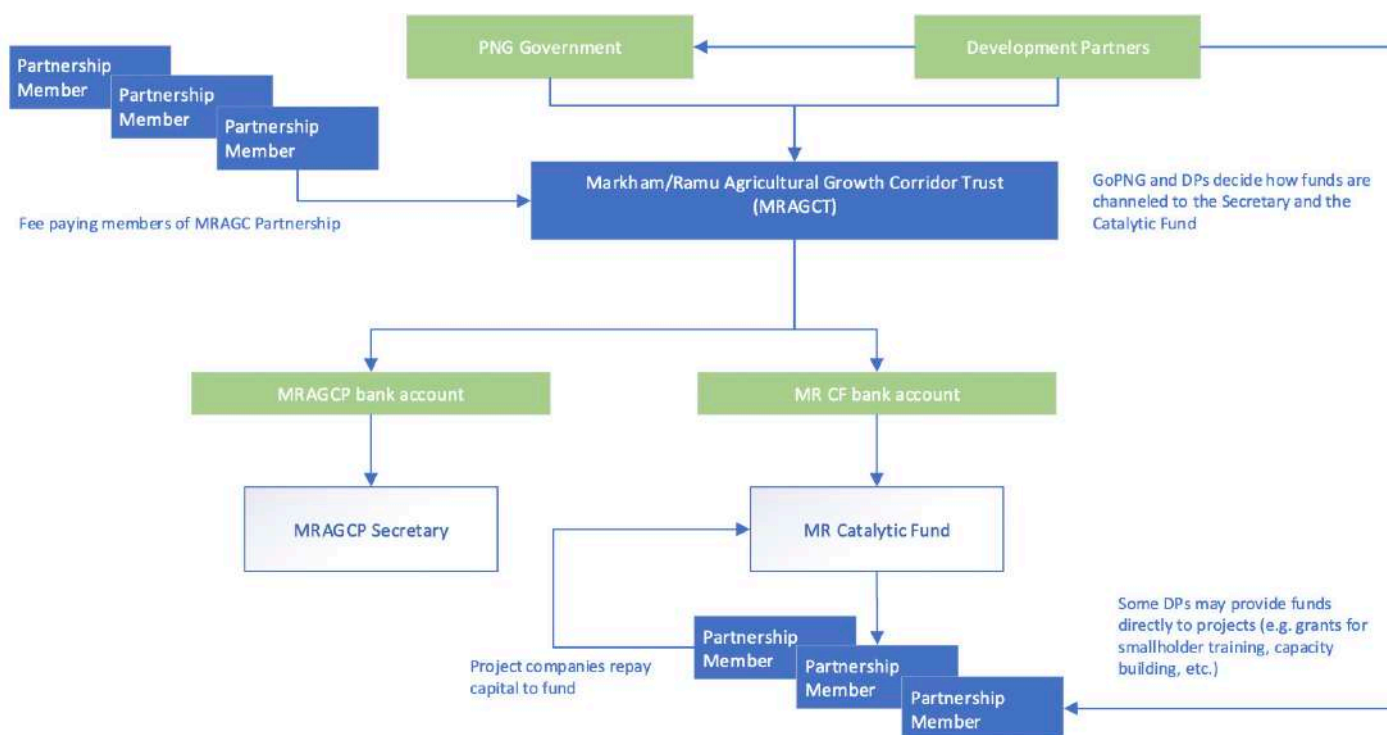 PNG Government
Development Partners
Partnership
Member
Partnership
Member
Partnership
Member
Markham/Ramu Agricultural Growth Corridor Trust
(MRAGCT)
GoPNG and DPs decide how funds are
channeled to the Secretary and the
Catalytic Fund
Fee paying members of MRAGC Partnership
MRAGCP bank account
MR CF bank account
MRAGCP Secretary
MR Catalytic Fund
Some DPs may provide funds
directly to projects (e.g. grants for
smallholder training, capacity
building, etc.)
Partnership
Member
Partnership
Member
Partnership
Member
Project companies repay
capital to fund